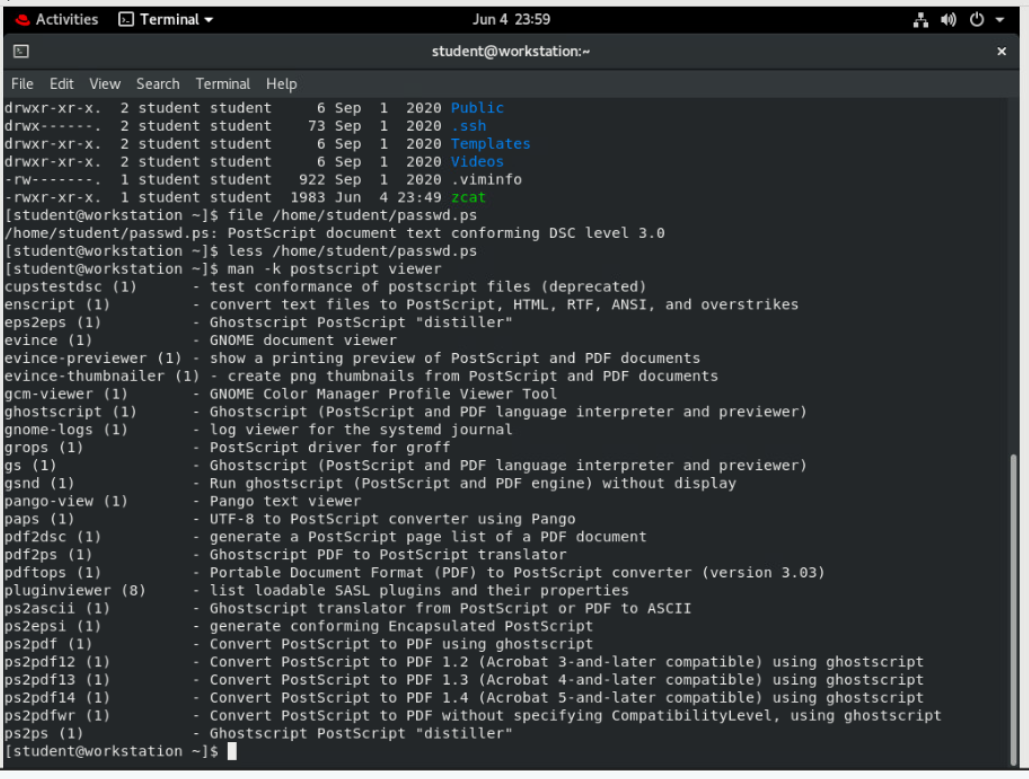 Activities Terminal Jun 4 23:59
student@workstation:~ ×
File Edit View Search Terminal Help
drwxr-xr-x. 2 student student 6 Sep 1 2020 Public
drwx------. 2 student student 73 Sep 1 2020 .ssh
drwxr-xr-x. 2 student student 6 Sep 1 2020 Templates
drwxr-xr-x. 2 student student 6 Sep 1 2020 Videos
-rw-------. 1 student student 922 Sep 1 2020 .viminfo
-rwxr-xr-x. 1 student student 1983 Jun 4 23:49 zcat
[student@workstation ~]$ file /home/student/passwd.ps
/home/student/passwd.ps: PostScript document text conforming DSC level 3.0
[student@workstation ~]$ less /home/student/passwd.ps
[student@workstation ~]$ man -k postscript viewer
cupstestdsc (1) - test conformance of postscript files (deprecated)
enscript (1) - convert text files to PostScript, HTML, RTF, ANSI, and overstrikes
eps2eps (1) - Ghostscript PostScript "distiller"
evince (1) - GNOME document viewer
evince-previewer (1) - show a printing preview of PostScript and PDF documents
evince-thumbnailer (1) - create png thumbnails from PostScript and PDF documents
gcm-viewer (1) - GNOME Color Manager Profile Viewer Tool
ghostscript (1) - Ghostscript (PostScript and PDF language interpreter and previewer)
gnome-logs (1) - log viewer for the systemd journal
grops (1) - PostScript driver for groff
gs (1) - Ghostscript (PostScript and PDF language interpreter and previewer)
gsnd (1) - Run ghostscript (PostScript and PDF engine) without display
pango-view (1) - Pango text viewer
paps (1) - UTF-8 to PostScript converter using Pango
pdf2dsc (1) - generate a PostScript page list of a PDF document
pdf2ps (1) - Ghostscript PDF to PostScript translator
pdftops (1) - Portable Document Format (PDF) to PostScript converter (version 3.03)
pluginviewer (8) - list loadable SASL plugins and their properties
ps2ascii (1) - Ghostscript translator from PostScript or PDF to ASCII
ps2epsi (1) - generate conforming Encapsulated PostScript
ps2pdf (1) - Convert PostScript to PDF using ghostscript
ps2pdf12 (1) - Convert PostScript to PDF 1.2 (Acrobat 3-and-later compatible) using ghostscript
ps2pdf13 (1) - Convert PostScript to PDF 1.3 (Acrobat 4-and-later compatible) using ghostscript
ps2pdf14 (1) - Convert PostScript to PDF 1.4 (Acrobat 5-and-later compatible) using ghostscript
ps2pdfwr (1) - Convert PostScript to PDF without specifying CompatibilityLevel, using ghostscript
ps2ps (1) - Ghostscript PostScript "distiller"
[student@workstation ~]$